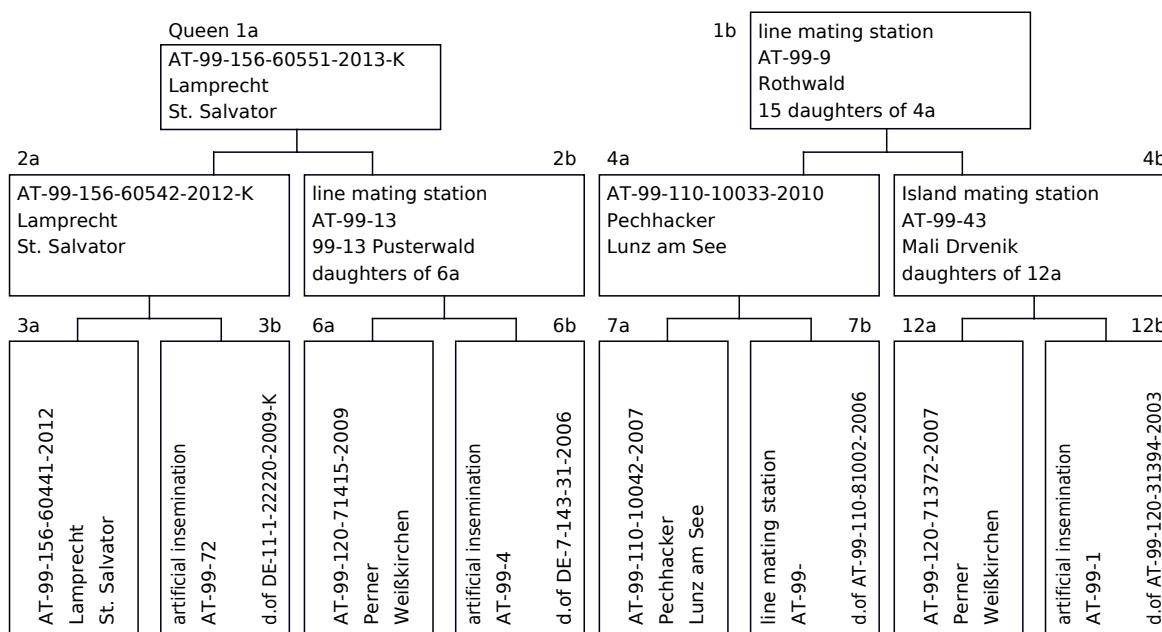 Queen 1a
AT-99-156-60551-2013-K
Lamprecht
St. Salvator
1b
line mating station
AT-99-9
Rothwald
15 daughters of 4a
2a
AT-99-156-60542-2012-K
Lamprecht
St. Salvator
2b
line mating station
AT-99-13
99-13 Pusterwald
daughters of 6a
4a
AT-99-110-10033-2010
Pechhacker
Lunz am See
4b
Island mating station
AT-99-43
Mali Drvenik
daughters of 12a
3a
AT-99-156-60441-2012
Lamprecht
St. Salvator
3b
artificial insemination
AT-99-72
d.of DE-11-1-22220-2009-K
6a
AT-99-120-71415-2009
Perner
Weißkirchen
6b
artificial insemination
AT-99-4
d.of DE-7-143-31-2006
7a
AT-99-110-10042-2007
Pechhacker
Lunz am See
7b
line mating station
AT-99-
d.of AT-99-110-81002-2006
12a
AT-99-120-71372-2007
Perner
Weißkirchen
12b
artificial insemination
AT-99-1
d.of AT-99-120-31394-2003